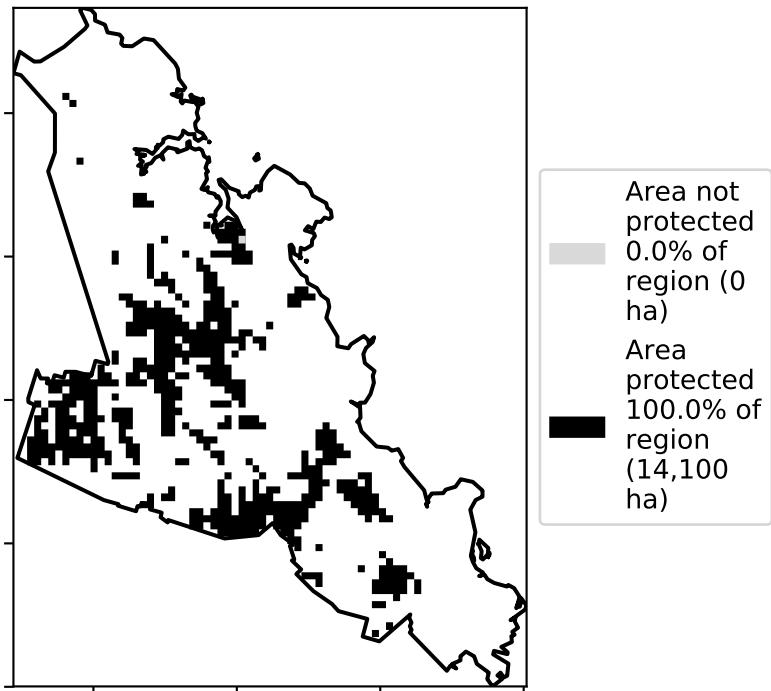 Area not
protected
0.0% of
region (0
ha)
Area
protected
100.0% of
region
(14,100
ha)